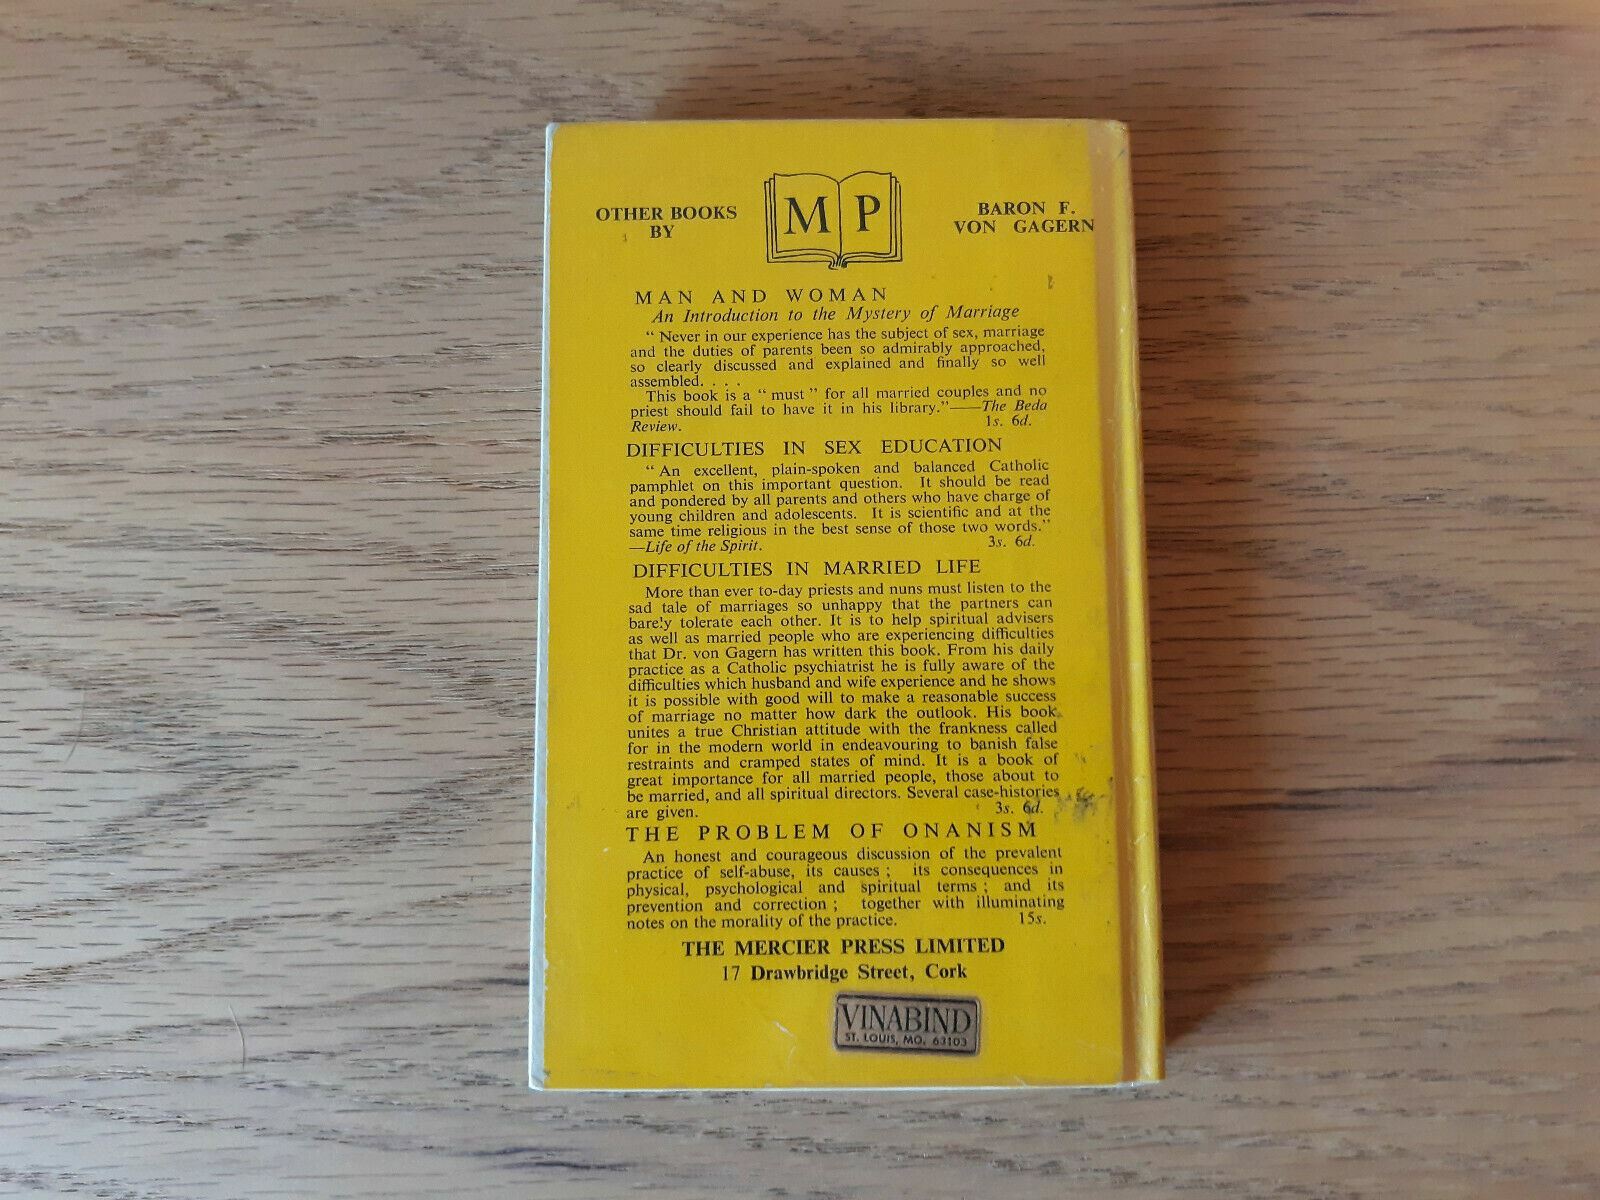 OTHER BOOKS
BY
M P
BARON F.
VON GAGERN
MAN AND WOMAN
An Introduction to the Mystery of Marriage
" Never in our experience has the subject of sex, marriage
and the duties of parents been so admirably approached,
so clearly discussed and explained and finally so well
assembled. . . .
This book is a " must " for all married couples and no
priest should fail to have it in his library."—The Beda
Review. 1s. 6d.
DIFFICULTIES IN SEX EDUCATION
" An excellent, plain-spoken and balanced Catholic
pamphlet on this important question. It should be read
and pondered by all parents and others who have charge of
young children and adolescents. It is scientific and at the
same time religious in the best sense of those two words."
—Life of the Spirit. 3s. 6d.
DIFFICULTIES IN MARRIED LIFE
More than ever to-day priests and nuns must listen to the
sad tale of marriages so unhappy that the partners can
barely tolerate each other. It is to help spiritual advisers
as well as married people who are experiencing difficulties
that Dr. von Gagern has written this book. From his daily
practice as a Catholic psychiatrist he is fully aware of the
difficulties which husband and wife experience and he shows
it is possible with good will to make a reasonable success
of marriage no matter how dark the outlook. His book
unites a true Christian attitude with the frankness called
for in the modern world in endeavouring to banish false
restraints and cramped states of mind. It is a book of
great importance for all married people, those about to
be married, and all spiritual directors. Several case-histories
are given. 3s. 6d.
THE PROBLEM OF ONANISM
An honest and courageous discussion of the prevalent
practice of self-abuse, its causes ; its consequences in
physical, psychological and spiritual terms ; and its
prevention and correction ; together with illuminating
notes on the morality of the practice. 15s.
THE MERCIER PRESS LIMITED
17 Drawbridge Street, Cork
VINABIND
ST. LOUIS, MO. 63103